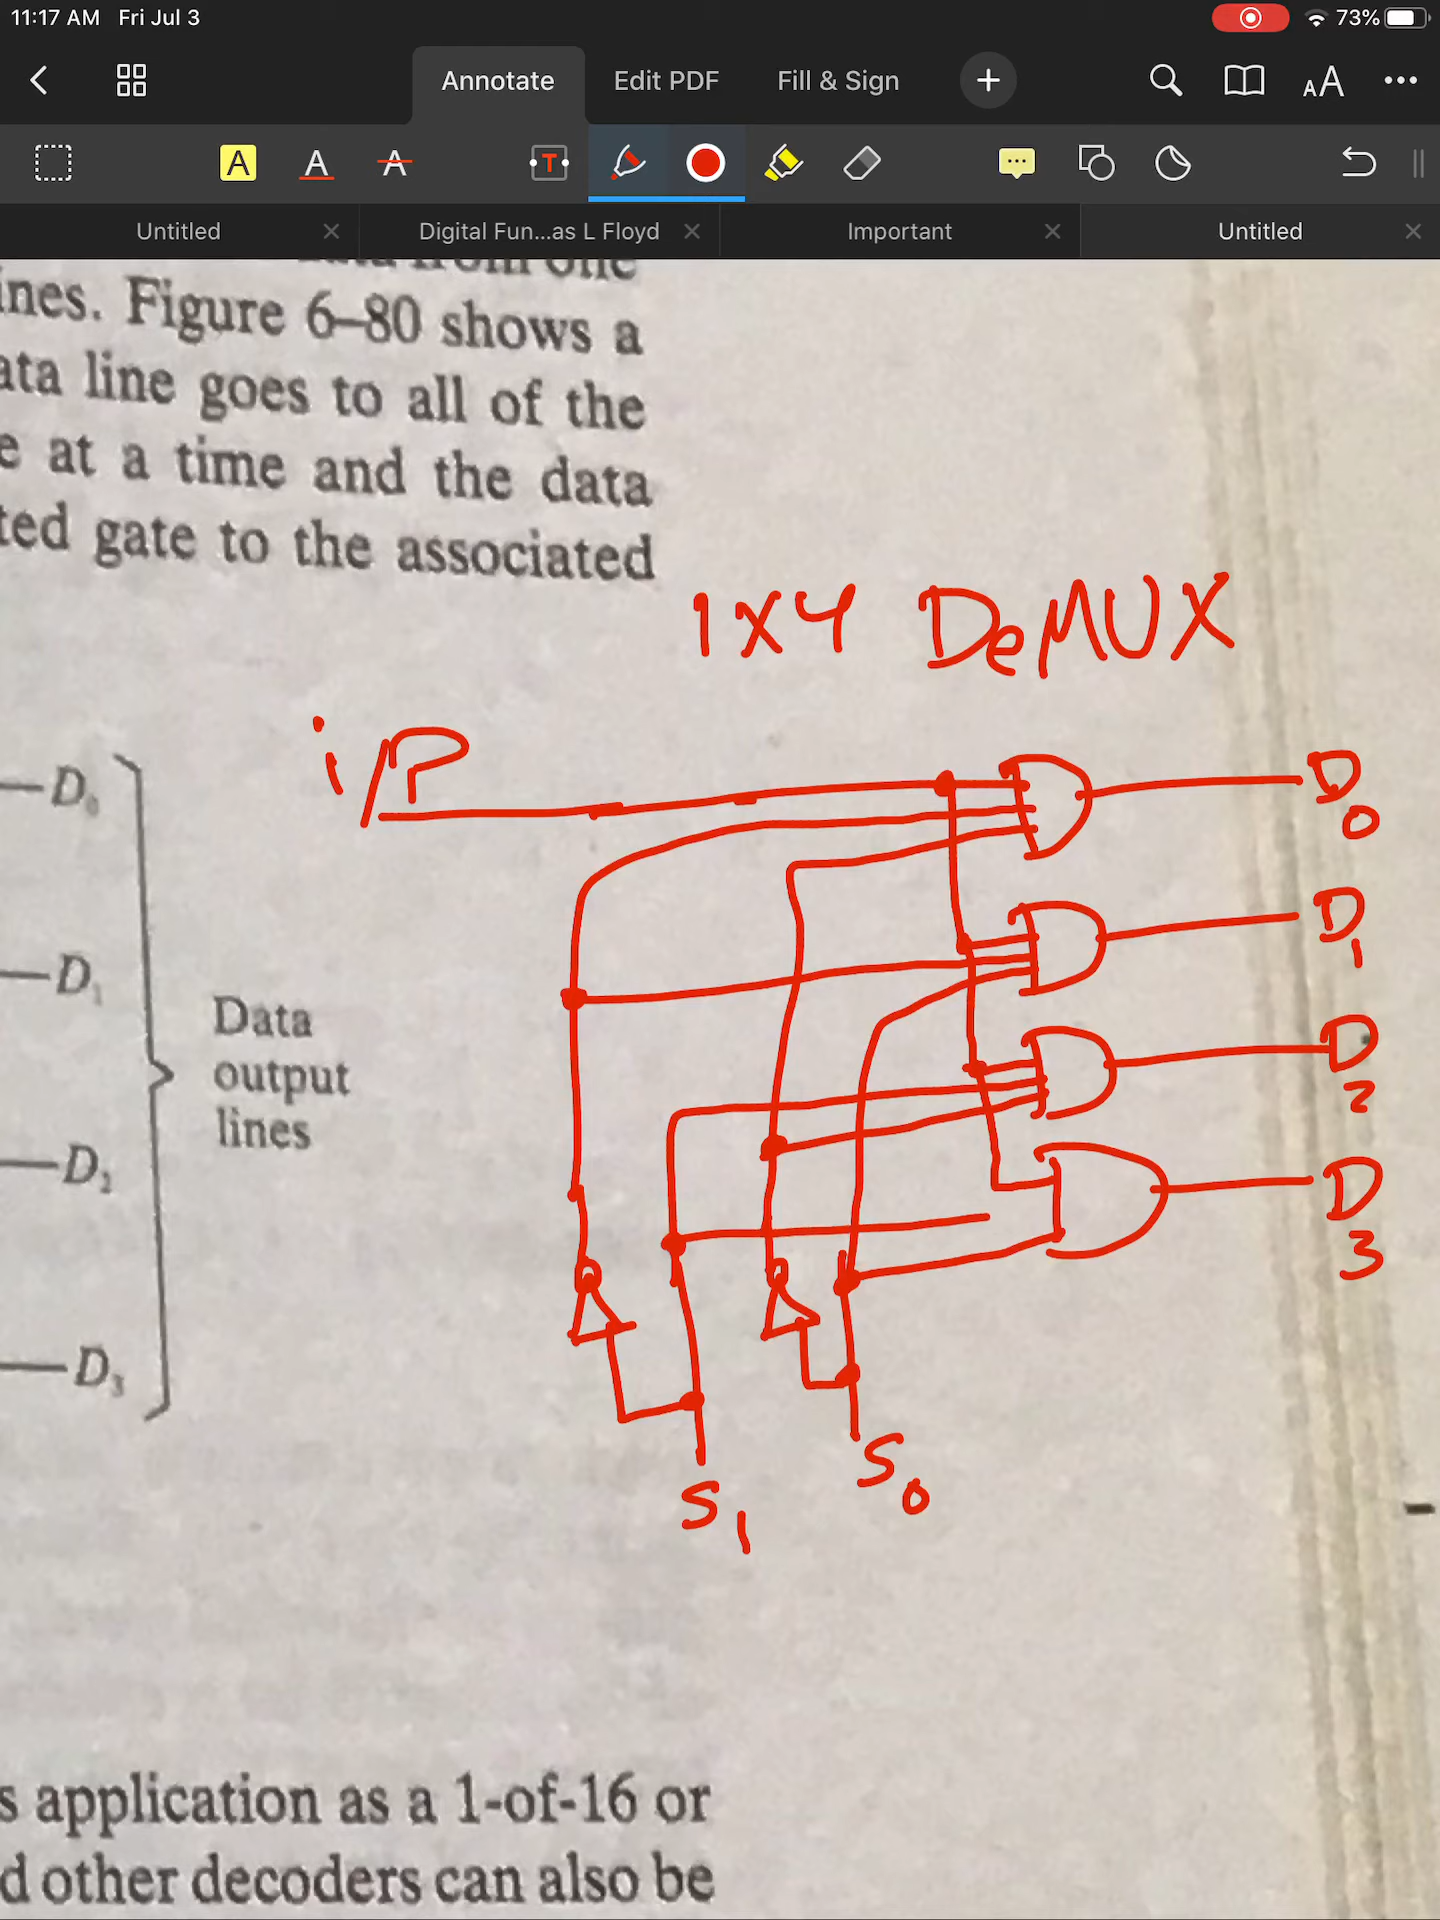 11:17 AM Fri Jul 3 73%
Annotate Edit PDF Fill & Sign
AA
A A A T
Untitled Digital Fun...as L Floyd Important Untitled
from one
ines. Figure 6–80 shows a
ata line goes to all of the
e at a time and the data
ted gate to the associated
1X4 DeMUX
i/P
D0
D0
D1
D1
Data
output
lines
D2
D2
D3
D3
S0
S1
s application as a 1-of-16 or
d other decoders can also be